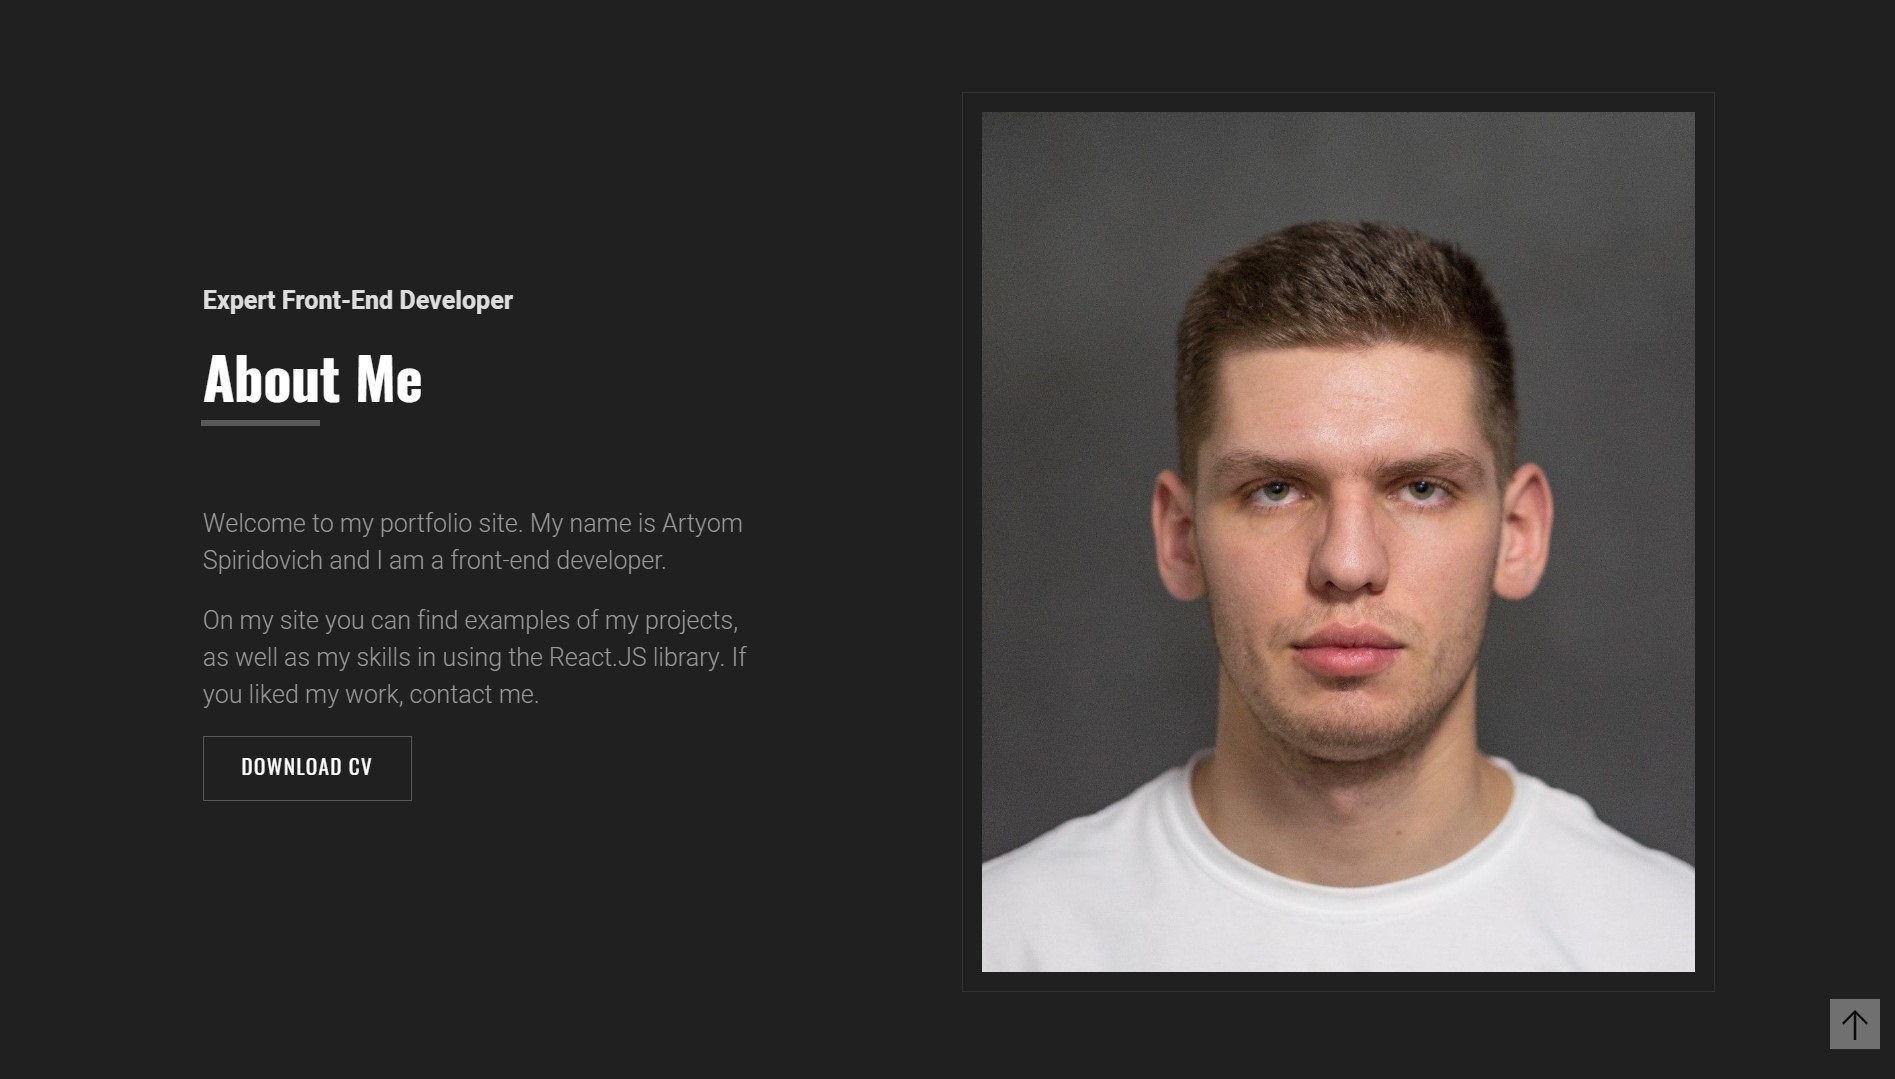 Expert Front-End Developer
About Me
Welcome to my portfolio site. My name is Artyom
Spiridovich and I am a front-end developer.
On my site you can find examples of my projects,
as well as my skills in using the React.JS library. If
you liked my work, contact me.
DOWNLOAD CV